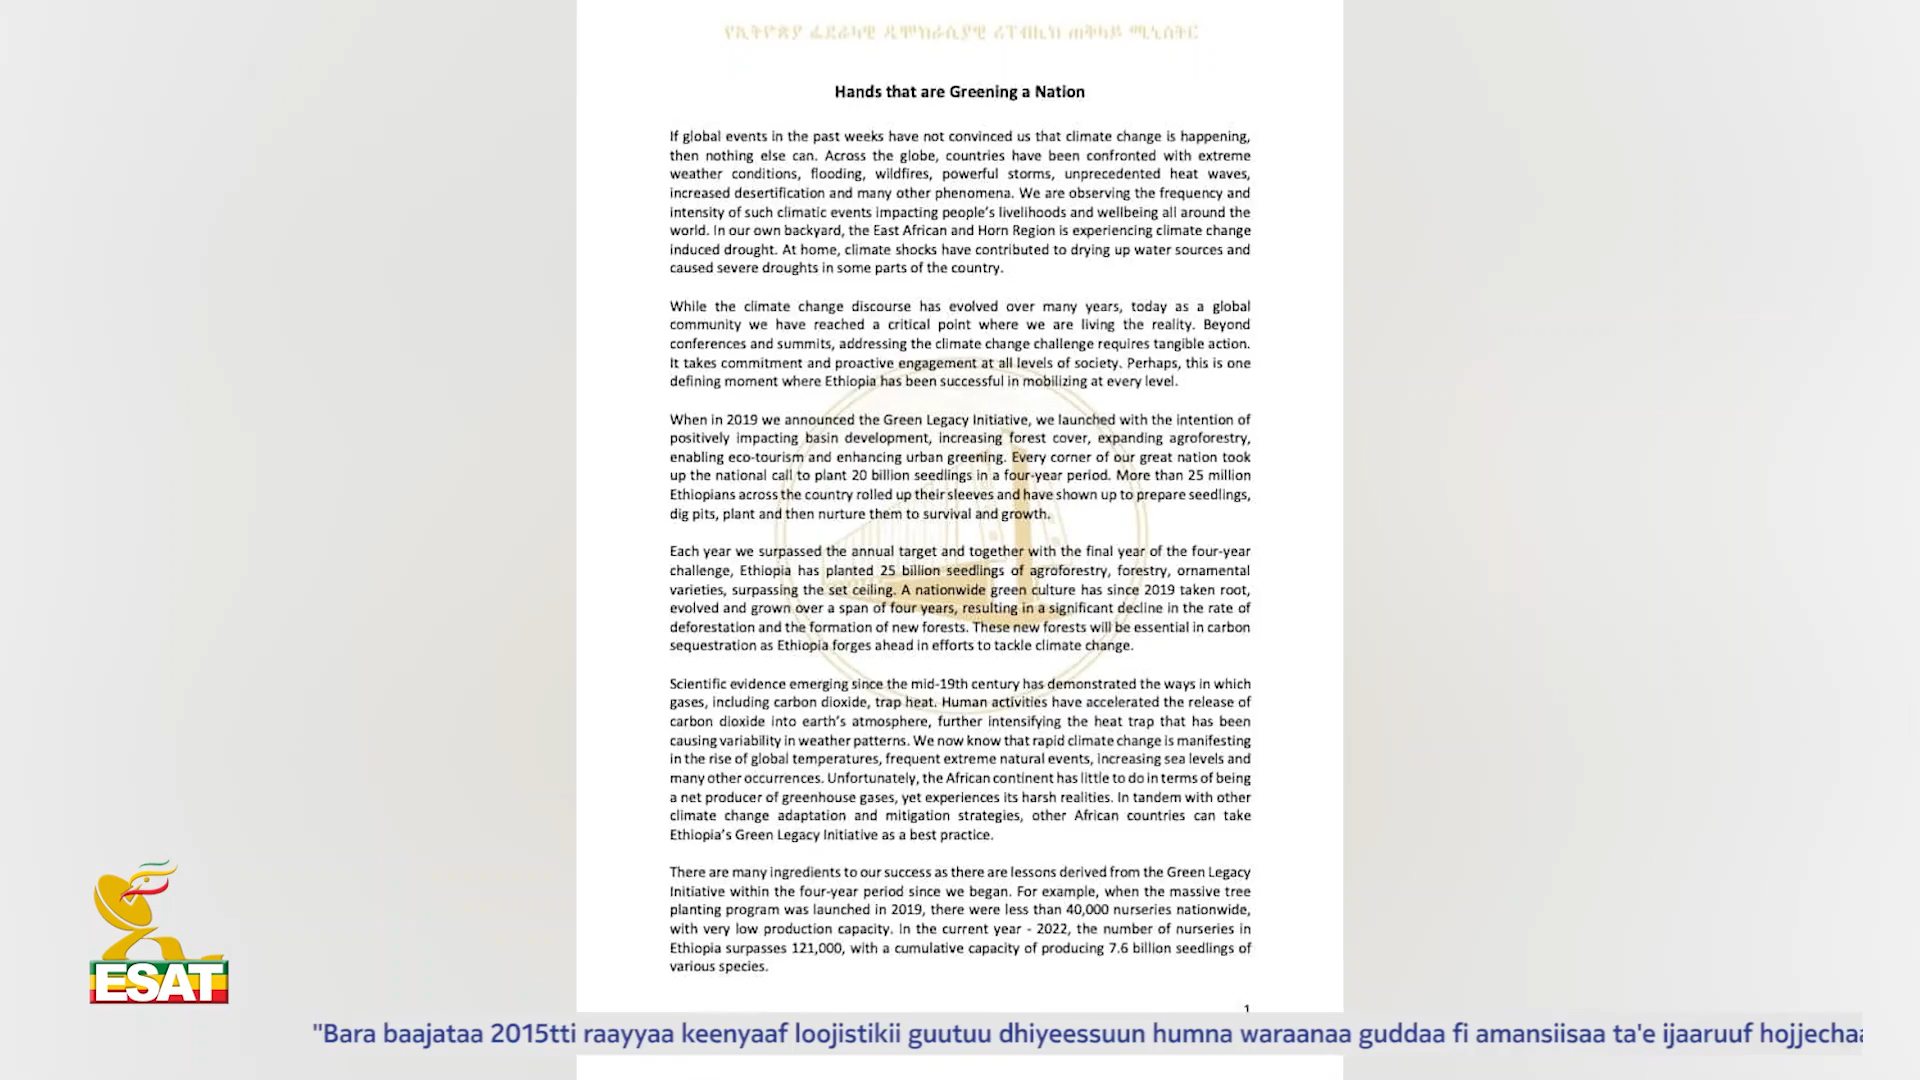 የኢትዮጵያ ፌደራላዊ ዲሞክራሲያዊ ሪፐብሊክ ጠቅላይ ሚኒስትር
Hands that are Greening a Nation
If global events in the past weeks have not convinced us that climate change is happening,
then nothing else can. Across the globe, countries have been confronted with extreme
weather conditions, flooding, wildfires, powerful storms, unprecedented heat waves,
increased desertification and many other phenomena. We are observing the frequency and
intensity of such climatic events impacting people's livelihoods and wellbeing all around the
world. In our own backyard, the East African and Horn Region is experiencing climate change
induced drought. At home, climate shocks have contributed to drying up water sources and
caused severe droughts in some parts of the country.
While the climate change discourse has evolved over many years, today as a global
community we have reached a critical point where we are living the reality. Beyond
conferences and summits, addressing the climate change challenge requires tangible action.
It takes commitment and proactive engagement at all levels of society. Perhaps, this is one
defining moment where Ethiopia has been successful in mobilizing at every level.
When in 2019 we announced the Green Legacy Initiative, we launched with the intention of
positively impacting basin development, increasing forest cover, expanding agroforestry,
enabling eco-tourism and enhancing urban greening. Every corner of our great nation took
up the national call to plant 20 billion seedlings in a four-year period. More than 25 million
Ethiopians across the country rolled up their sleeves and have shown up to prepare seedlings,
dig pits, plant and then nurture them to survival and growth.
Each year we surpassed the annual target and together with the final year of the four-year
challenge, Ethiopia has planted 25 billion seedlings of agroforestry, forestry, ornamental
varieties, surpassing the set ceiling. A nationwide green culture has since 2019 taken root,
evolved and grown over a span of four years, resulting in a significant decline in the rate of
deforestation and the formation of new forests. These new forests will be essential in carbon
sequestration as Ethiopia forges ahead in efforts to tackle climate change.
Scientific evidence emerging since the mid-19th century has demonstrated the ways in which
gases, including carbon dioxide, trap heat. Human activities have accelerated the release of
carbon dioxide into earth's atmosphere, further intensifying the heat trap that has been
causing variability in weather patterns. We now know that rapid climate change is manifesting
in the rise of global temperatures, frequent extreme natural events, increasing sea levels and
many other occurrences. Unfortunately, the African continent has little to do in terms of being
a net producer of greenhouse gases, yet experiences its harsh realities. In tandem with other
climate change adaptation and mitigation strategies, other African countries can take
Ethiopia's Green Legacy Initiative as a best practice.
There are many ingredients to our success as there are lessons derived from the Green Legacy
Initiative within the four-year period since we began. For example, when the massive tree
planting program was launched in 2019, there were less than 40,000 nurseries nationwide,
with very low production capacity. In the current year - 2022, the number of nurseries in
Ethiopia surpasses 121,000, with a cumulative capacity of producing 7.6 billion seedlings of
various species.
1
ESAT
"Bara baajataa 2015tti raayyaa keenyaaf loojistikii guutuu dhiyeessuun humna waraanaa guddaa fi amansiisaa ta'e ijaaruuf